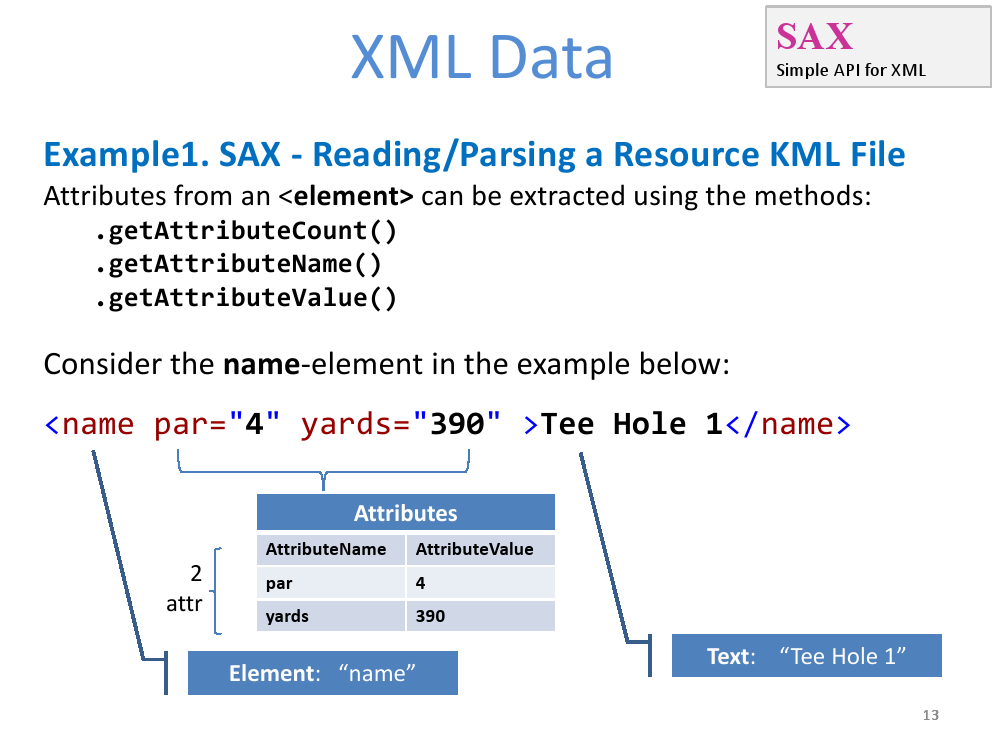 XML Data
SAX
Simple API for XML
Example1. SAX - Reading/Parsing a Resource KML File
Attributes from an <element> can be extracted using the methods:
.getAttributeCount()
.getAttributeName()
.getAttributeValue()
Consider the name-element in the example below:
<name par="4" yards="390" >Tee Hole 1</name>
Attributes
AttributeName AttributeValue
par 4
yards 390
2
attr
Element: “name”
Text: “Tee Hole 1”
13